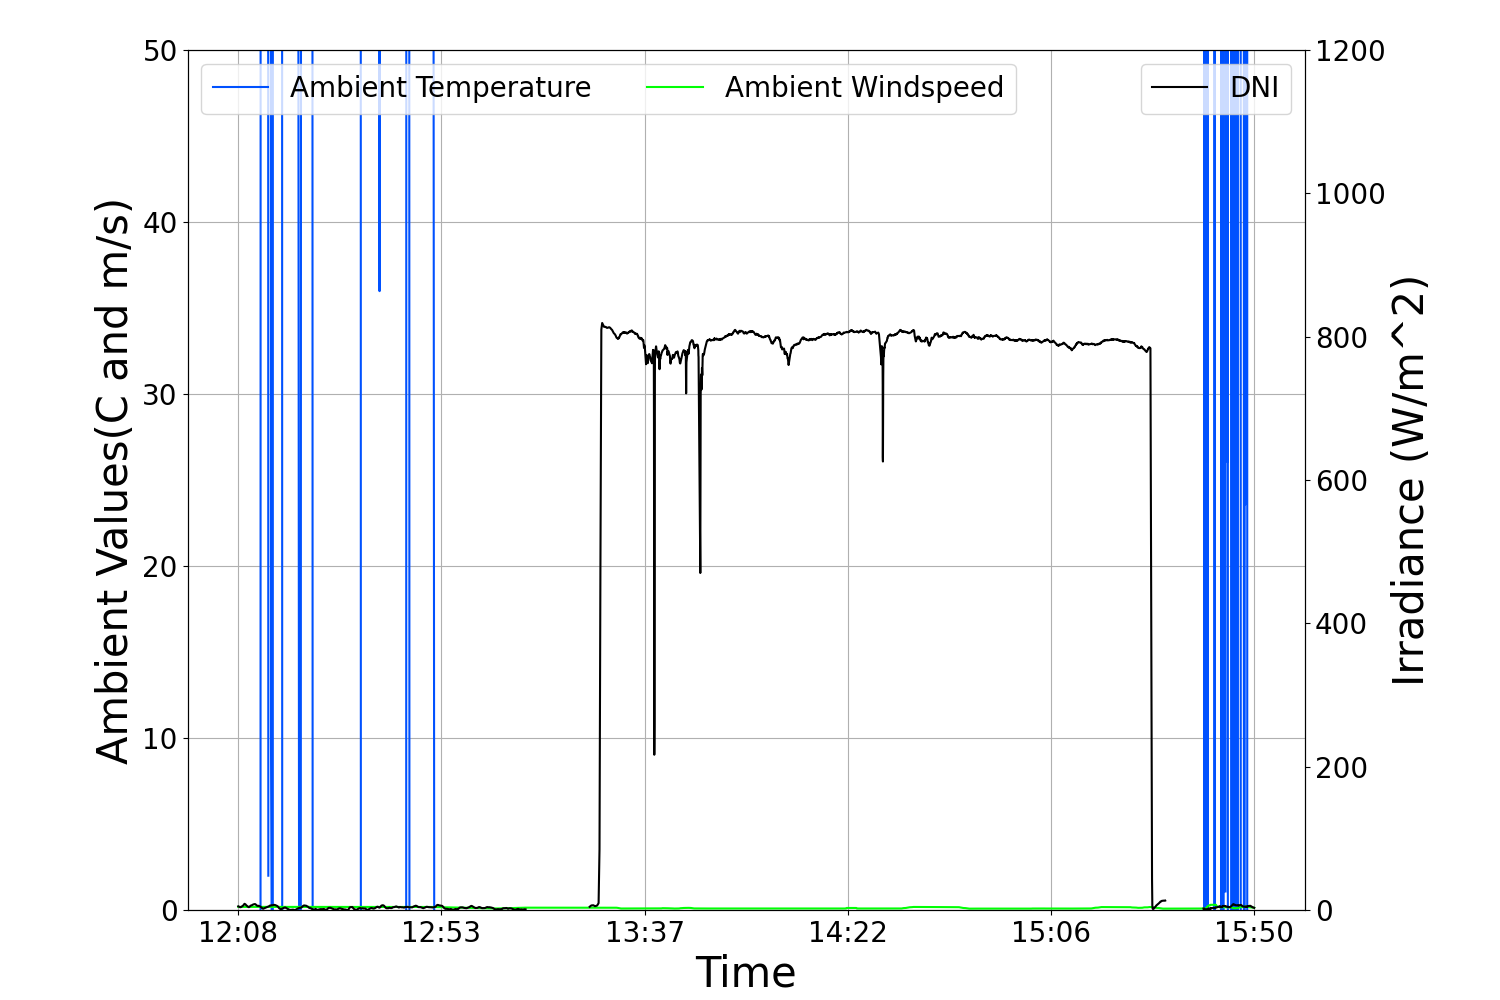 Ambient Temperature
Ambient Windspeed
DNI
Ambient Values(C and m/s)
50
40
30
20
10
0
1200
1000
800
600
400
200
0
Irradiance (W/m^2)
12:08 12:53 13:37 14:22 15:06 15:50
Time